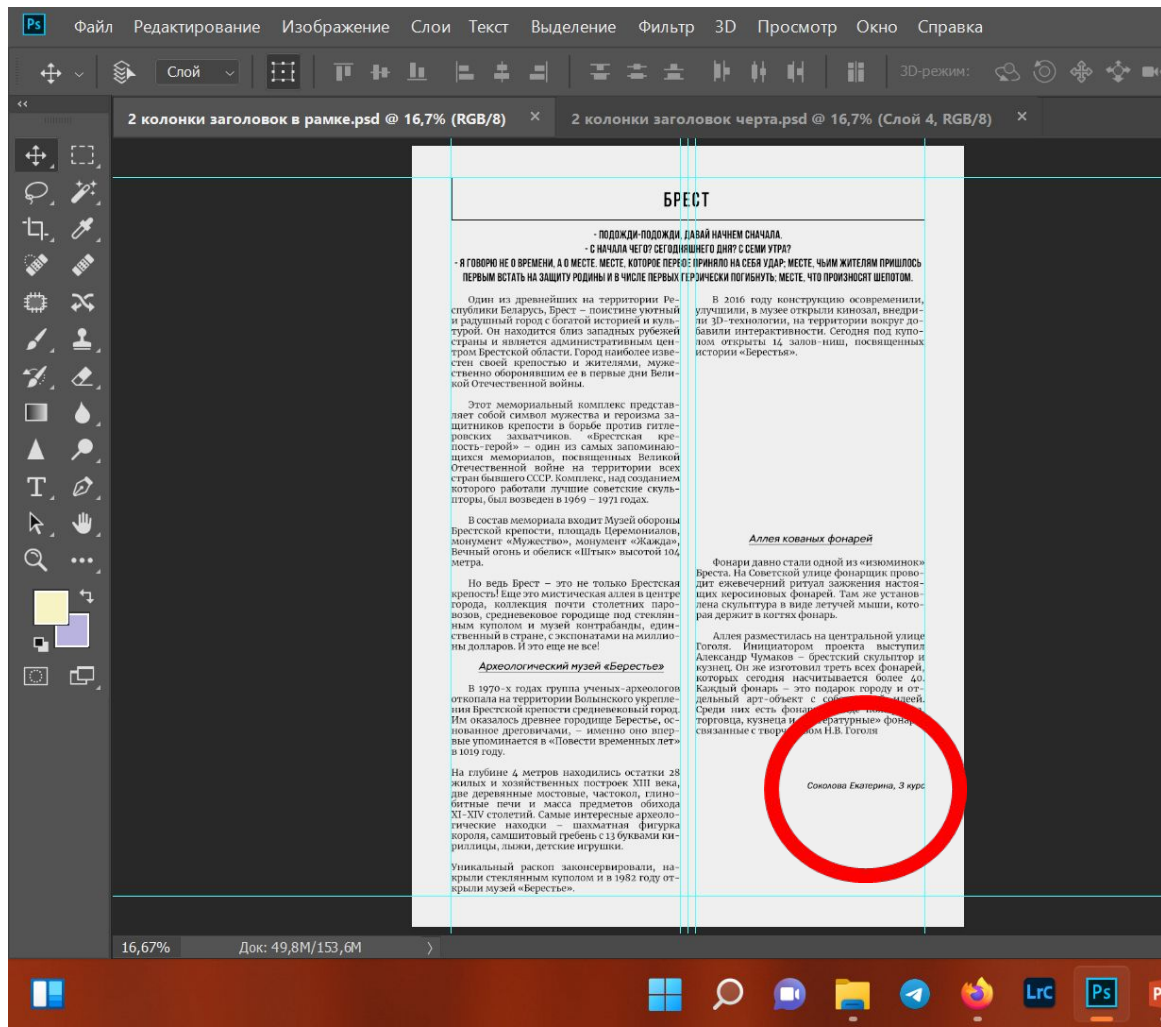 Ps Файл Редактирование Изображение Слои Текст Выделение Фильтр 3D Просмотр Окно Справка
Слой 3D-режим:
2 колонки заголовок в рамке.psd @ 16,7% (RGB/8) × 2 колонки заголовок черта.psd @ 16,7% (Слой 4, RGB/8) ×
БРЕСТ
- ПОДОЖДИ-ПОДОЖДИ, ДАВАЙ НАЧНЕМ СНАЧАЛА.
- С НАЧАЛА ЧЕГО? СЕГОДНЯШНЕГО ДНЯ? С СЕМИ УТРА?
- Я ГОВОРЮ НЕ О ВРЕМЕНИ, А О МЕСТЕ. МЕСТЕ, КОТОРОЕ ПЕРВОЕ ПРИНЯЛО НА СЕБЯ УДАР; МЕСТЕ, ЧЬИМ ЖИТЕЛЯМ ПРИШЛОСЬ
ПЕРВЫМ ВСТАТЬ НА ЗАЩИТУ РОДИНЫ И В ЧИСЛЕ ПЕРВЫХ ГЕРОИЧЕСКИ ПОГИБНУТЬ; МЕСТЕ, ЧТО ПРОИЗНОСЯТ ШЕПОТОМ.
Один из древнейших на территории Ре-
спублики Беларусь, Брест – поистине уютный
и радушный город с богатой историей и куль-
турой. Он находится близ западных рубежей
страны и является административным цен-
тром Брестской области. Город наиболее изве-
стен своей крепостью и жителями, муже-
ственно оборонявшим ее в первые дни Вели-
кой Отечественной войны.
Этот мемориальный комплекс представ-
ляет собой символ мужества и героизма за-
щитников крепости в борьбе против гитле-
ровских захватчиков. «Брестская кре-
пость-герой» – один из самых запоминаю-
щихся мемориалов, посвященных Великой
Отечественной войне на территории всех
стран бывшего СССР. Комплекс, над созданием
которого работали лучшие советские скуль-
пторы, был возведен в 1969 – 1971 годах.
В состав мемориала входит Музей обороны
Брестской крепости, площадь Церемониалов,
монумент «Мужество», монумент «Жажда»,
Вечный огонь и обелиск «Штык» высотой 104
метра.
Но ведь Брест – это не только Брестская
крепость! Еще это мистическая аллея в центре
города, коллекция почти столетних паро-
возов, средневековое городище под стеклян-
ным куполом и музей контрабанды, един-
ственный в стране, с экспонатами на миллио-
ны долларов. И это еще не все!
Археологический музей «Берестье»
В 1970-х годах группа ученых-археологов
откопала на территории Волынского укрепле-
ния Брестской крепости средневековый город.
Им оказалось древнее городище Берестье, ос-
нованное дреговичами, – именно оно впер-
вые упоминается в «Повести временных лет»
в 1019 году.
На глубине 4 метров находились остатки 28
жилых и хозяйственных построек XIII века,
две деревянные мостовые, частокол, глино-
битные печи и масса предметов обихода
XI-XIV столетий. Самые интересные археоло-
гические находки – шахматная фигурка
короля, самшитовый гребень с 13 буквами ки-
риллицы, лыжи, детские игрушки.
Уникальный раскоп законсервировали, на-
крыли стеклянным куполом и в 1982 году от-
крыли музей «Берестье».
В 2016 году конструкцию осовременили,
улучшили, в музее открыли кинозал, внедри-
ли 3D-технологии, на территории вокруг до-
бавили интерактивности. Сегодня под купо-
лом открыты 14 залов-ниш, посвященных
истории «Берестья».
Аллея кованых фонарей
Фонари давно стали одной из «изюминок»
Бреста. На Советской улице фонарщик прово-
дит ежевечерний ритуал зажжения настоя-
щих керосиновых фонарей. Там же установ-
лена скульптура в виде летучей мыши, кото-
рая держит в когтях фонарь.
Аллея разместилась на центральной улице
Гоголя. Инициатором проекта выступил
Александр Чумаков – брестский скульптор и
кузнец. Он же изготовил треть всех фонарей,
которых сегодня насчитывается более 40.
Каждый фонарь – это подарок городу и от-
дельный арт-объект с идеей.
Среди них есть
торговца, кузнеца и
связанные с Н.В. Гоголя
Соколова Екатерина, 3 курс
16,67% Док: 49,8M/153,6M
LrC Ps P